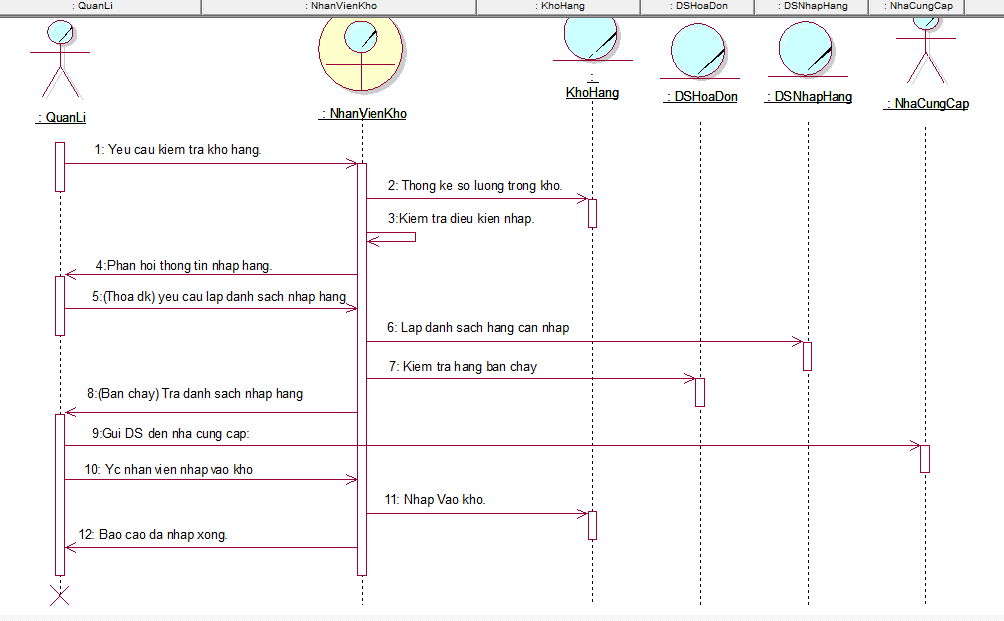 : QuanLi
: NhanVienKho
: KhoHang
: DSHoaDon
: DSNhapHang
: NhaCungCap
: QuanLi
: NhanVienKho
:
KhoHang
: DSHoaDon
: DSNhapHang
: NhaCungCap
1: Yeu cau kiem tra kho hang.
2: Thong ke so luong trong kho.
3:Kiem tra dieu kien nhap.
4:Phan hoi thong tin nhap hang.
5:(Thoa dk) yeu cau lap danh sach nhap hang
6: Lap danh sach hang can nhap
7: Kiem tra hang ban chay
8:(Ban chay) Tra danh sach nhap hang
9:Gui DS den nha cung cap:
10: Yc nhan vien nhap vao kho
11: Nhap Vao kho.
12: Bao cao da nhap xong.